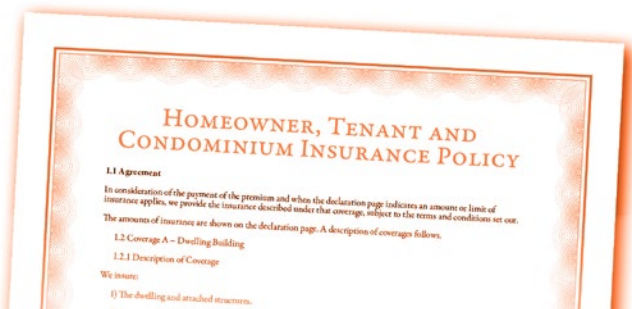 Homeowner, Tenant and
Condominium Insurance Policy
1.1 Agreement
In consideration of the payment of the premium and when the declaration page indicates an amount or limit of
insurance applies, we provide the insurance described under that coverage, subject to the terms and conditions set out.
The amounts of insurance are shown on the declaration page. A description of coverages follows.
1.2 Coverage A – Dwelling Building
1.2.1 Description of Coverage
We insure:
1) The dwelling and attached structures.